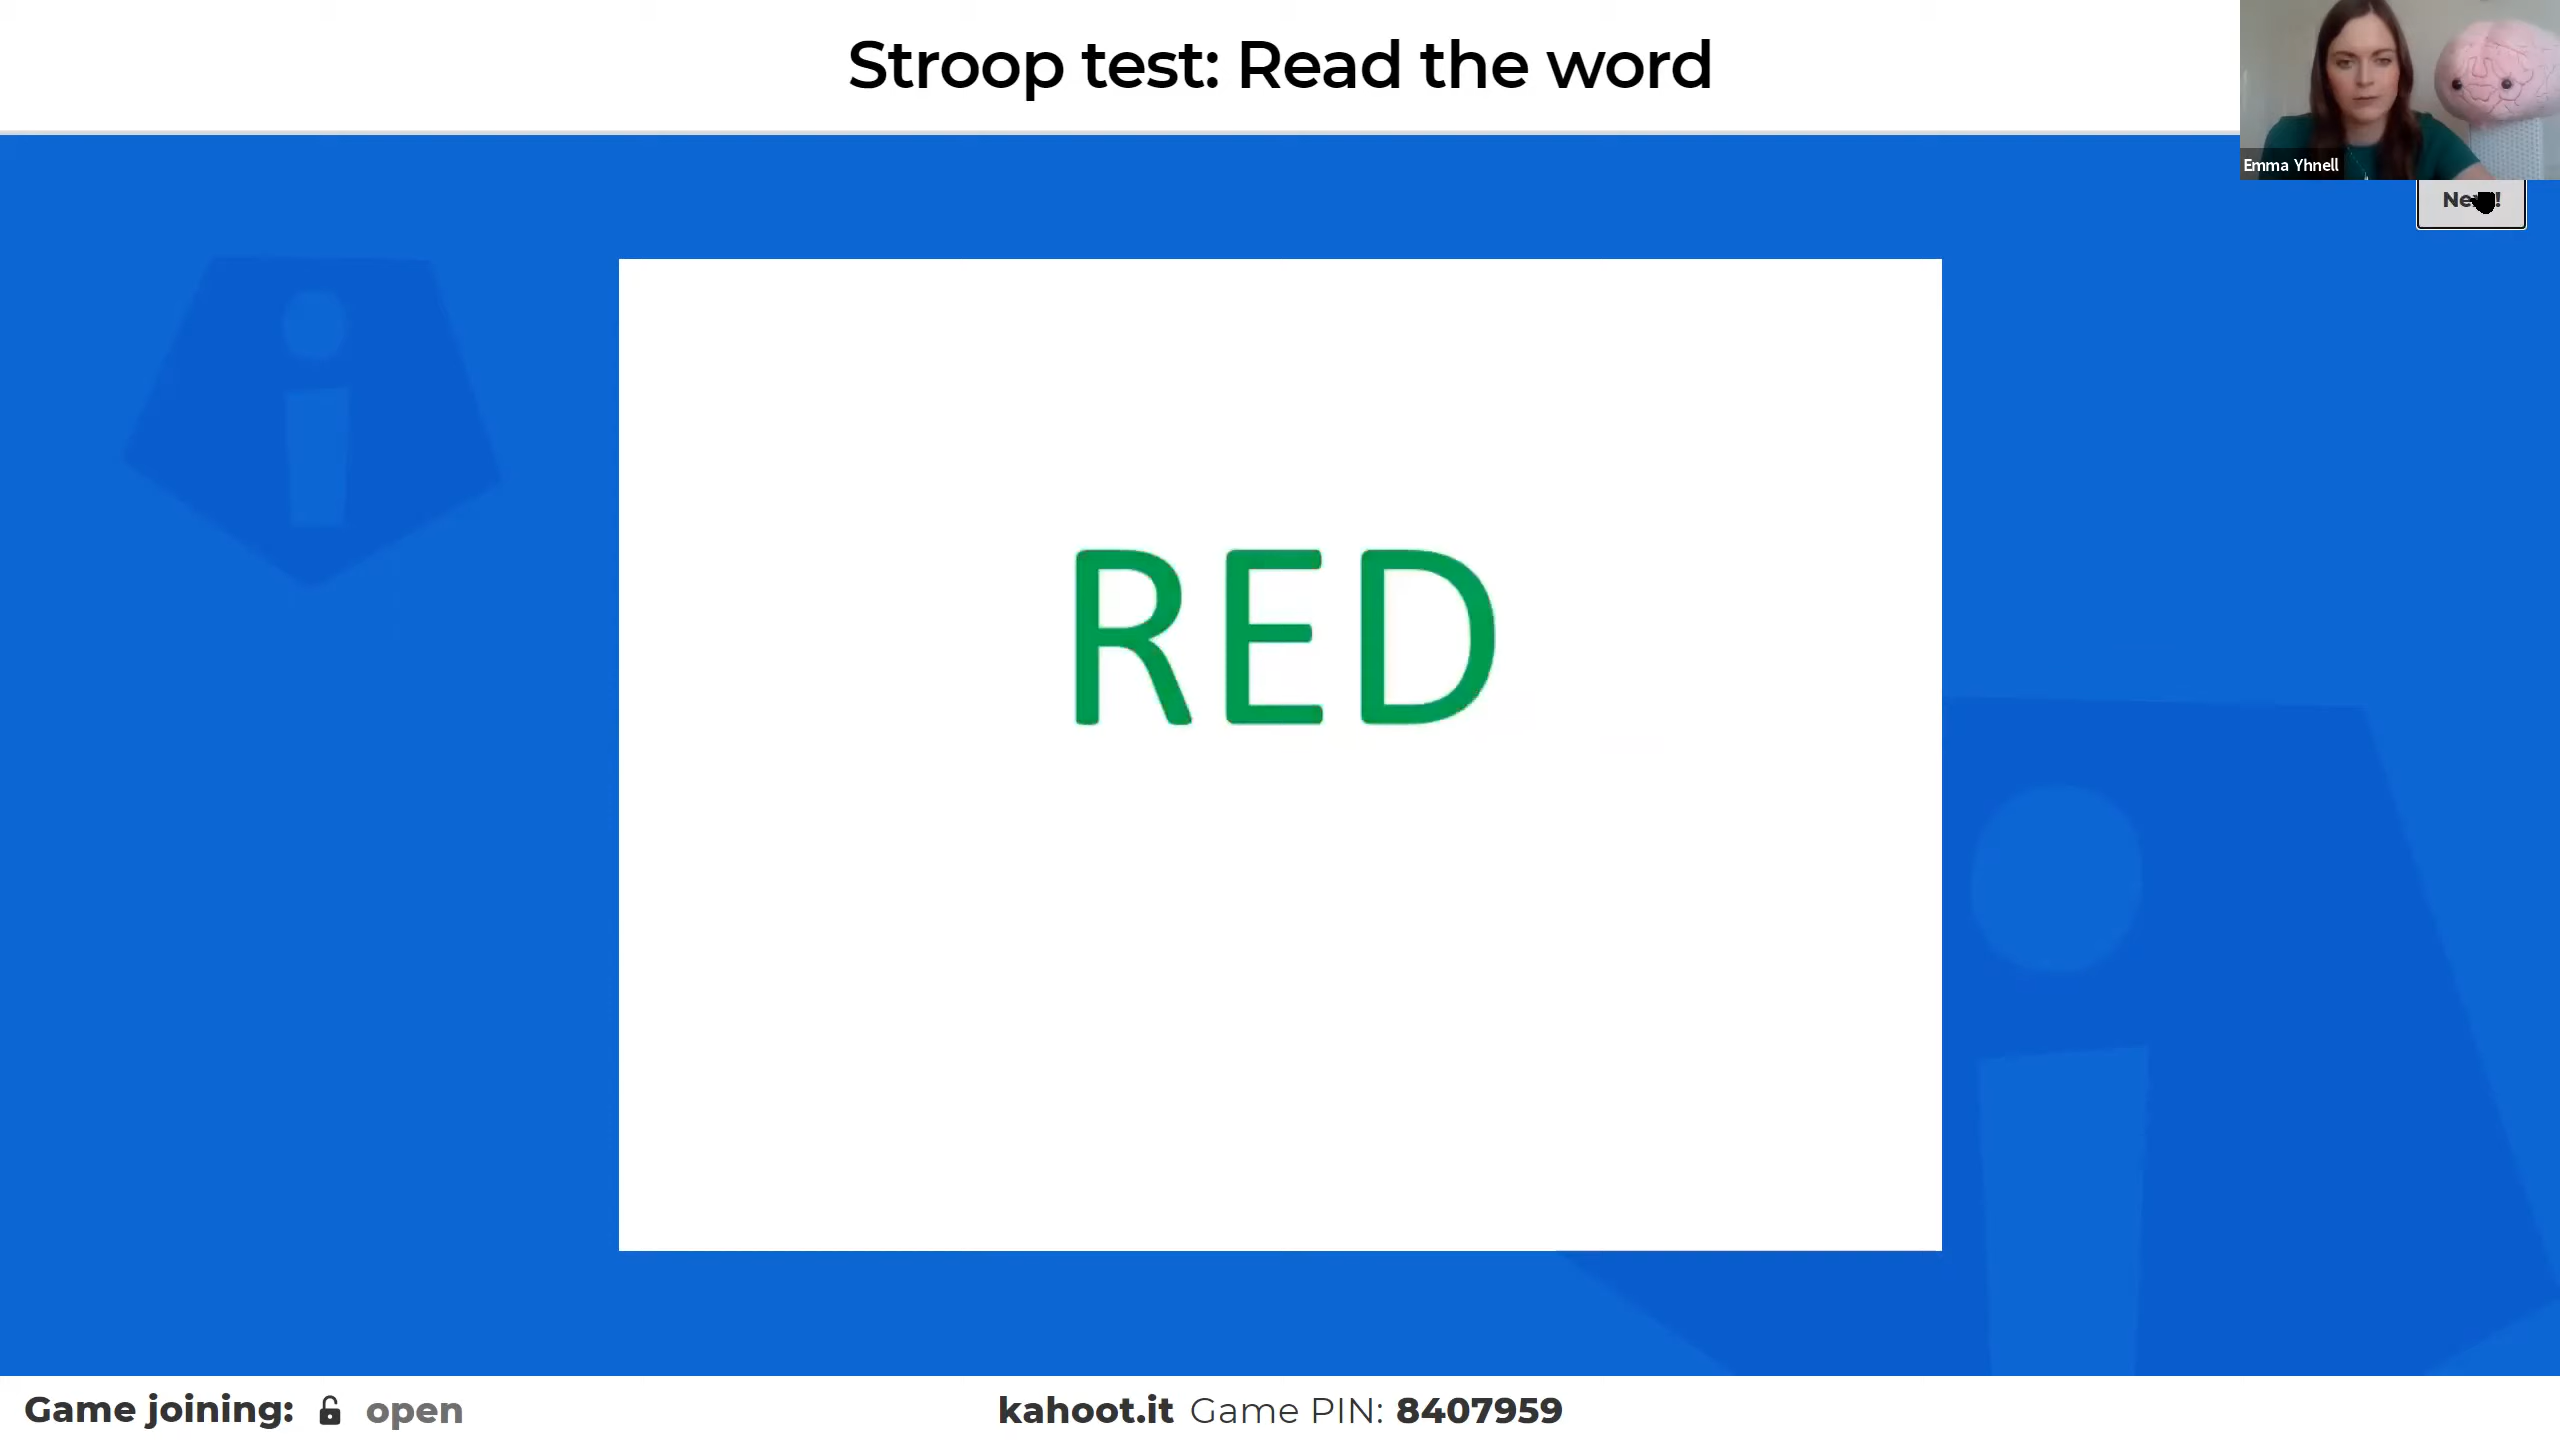 Stroop test: Read the word
Emma Yhnell
RED
Game joining: open
kahoot.it Game PIN: 8407959